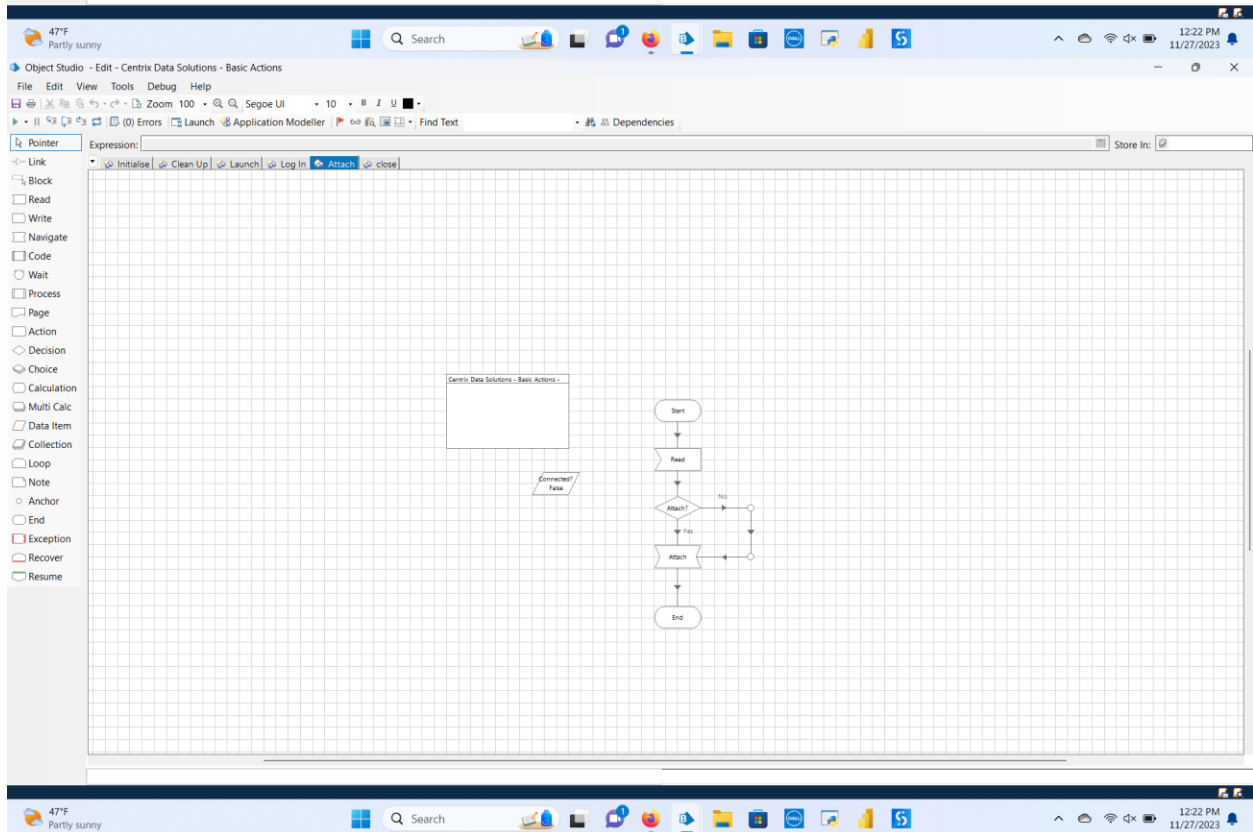 47°F
Partly sunny
Search
12:22 PM
11/27/2023
Object Studio - Edit - Centrix Data Solutions - Basic Actions
File Edit View Tools Debug Help
Zoom 100 Segoe UI 10 B I U
(0) Errors Launch Application Modeller Find Text Dependencies
Pointer
Expression:
Store In:
Link
Initialise Clean Up Launch Log In Attach close
Block
Read
Write
Navigate
Code
Wait
Process
Page
Action
Decision
Choice
Calculation
Multi Calc
Data Item
Collection
Loop
Note
Anchor
End
Exception
Recover
Resume
Centrix Data Solutions - Basic Actions -
Connected?
False
Start
Read
Attach?
No
Yes
Attach
End
47°F
Partly sunny
Search
12:22 PM
11/27/2023